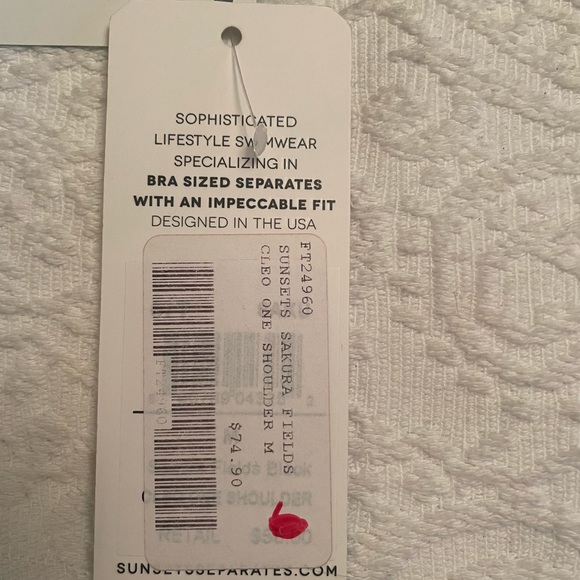 SOPHISTICATED
LIFESTYLE SWIMWEAR
SPECIALIZING IN
BRA SIZED SEPARATES
WITH AN IMPECCABLE FIT
DESIGNED IN THE USA
FT24960
SUNSETS SAKURA FIELDS
CLEO ONE SHOULDER M
$74.90
SHOULDER
RETAIL
SUNSETSSEPARATES.COM